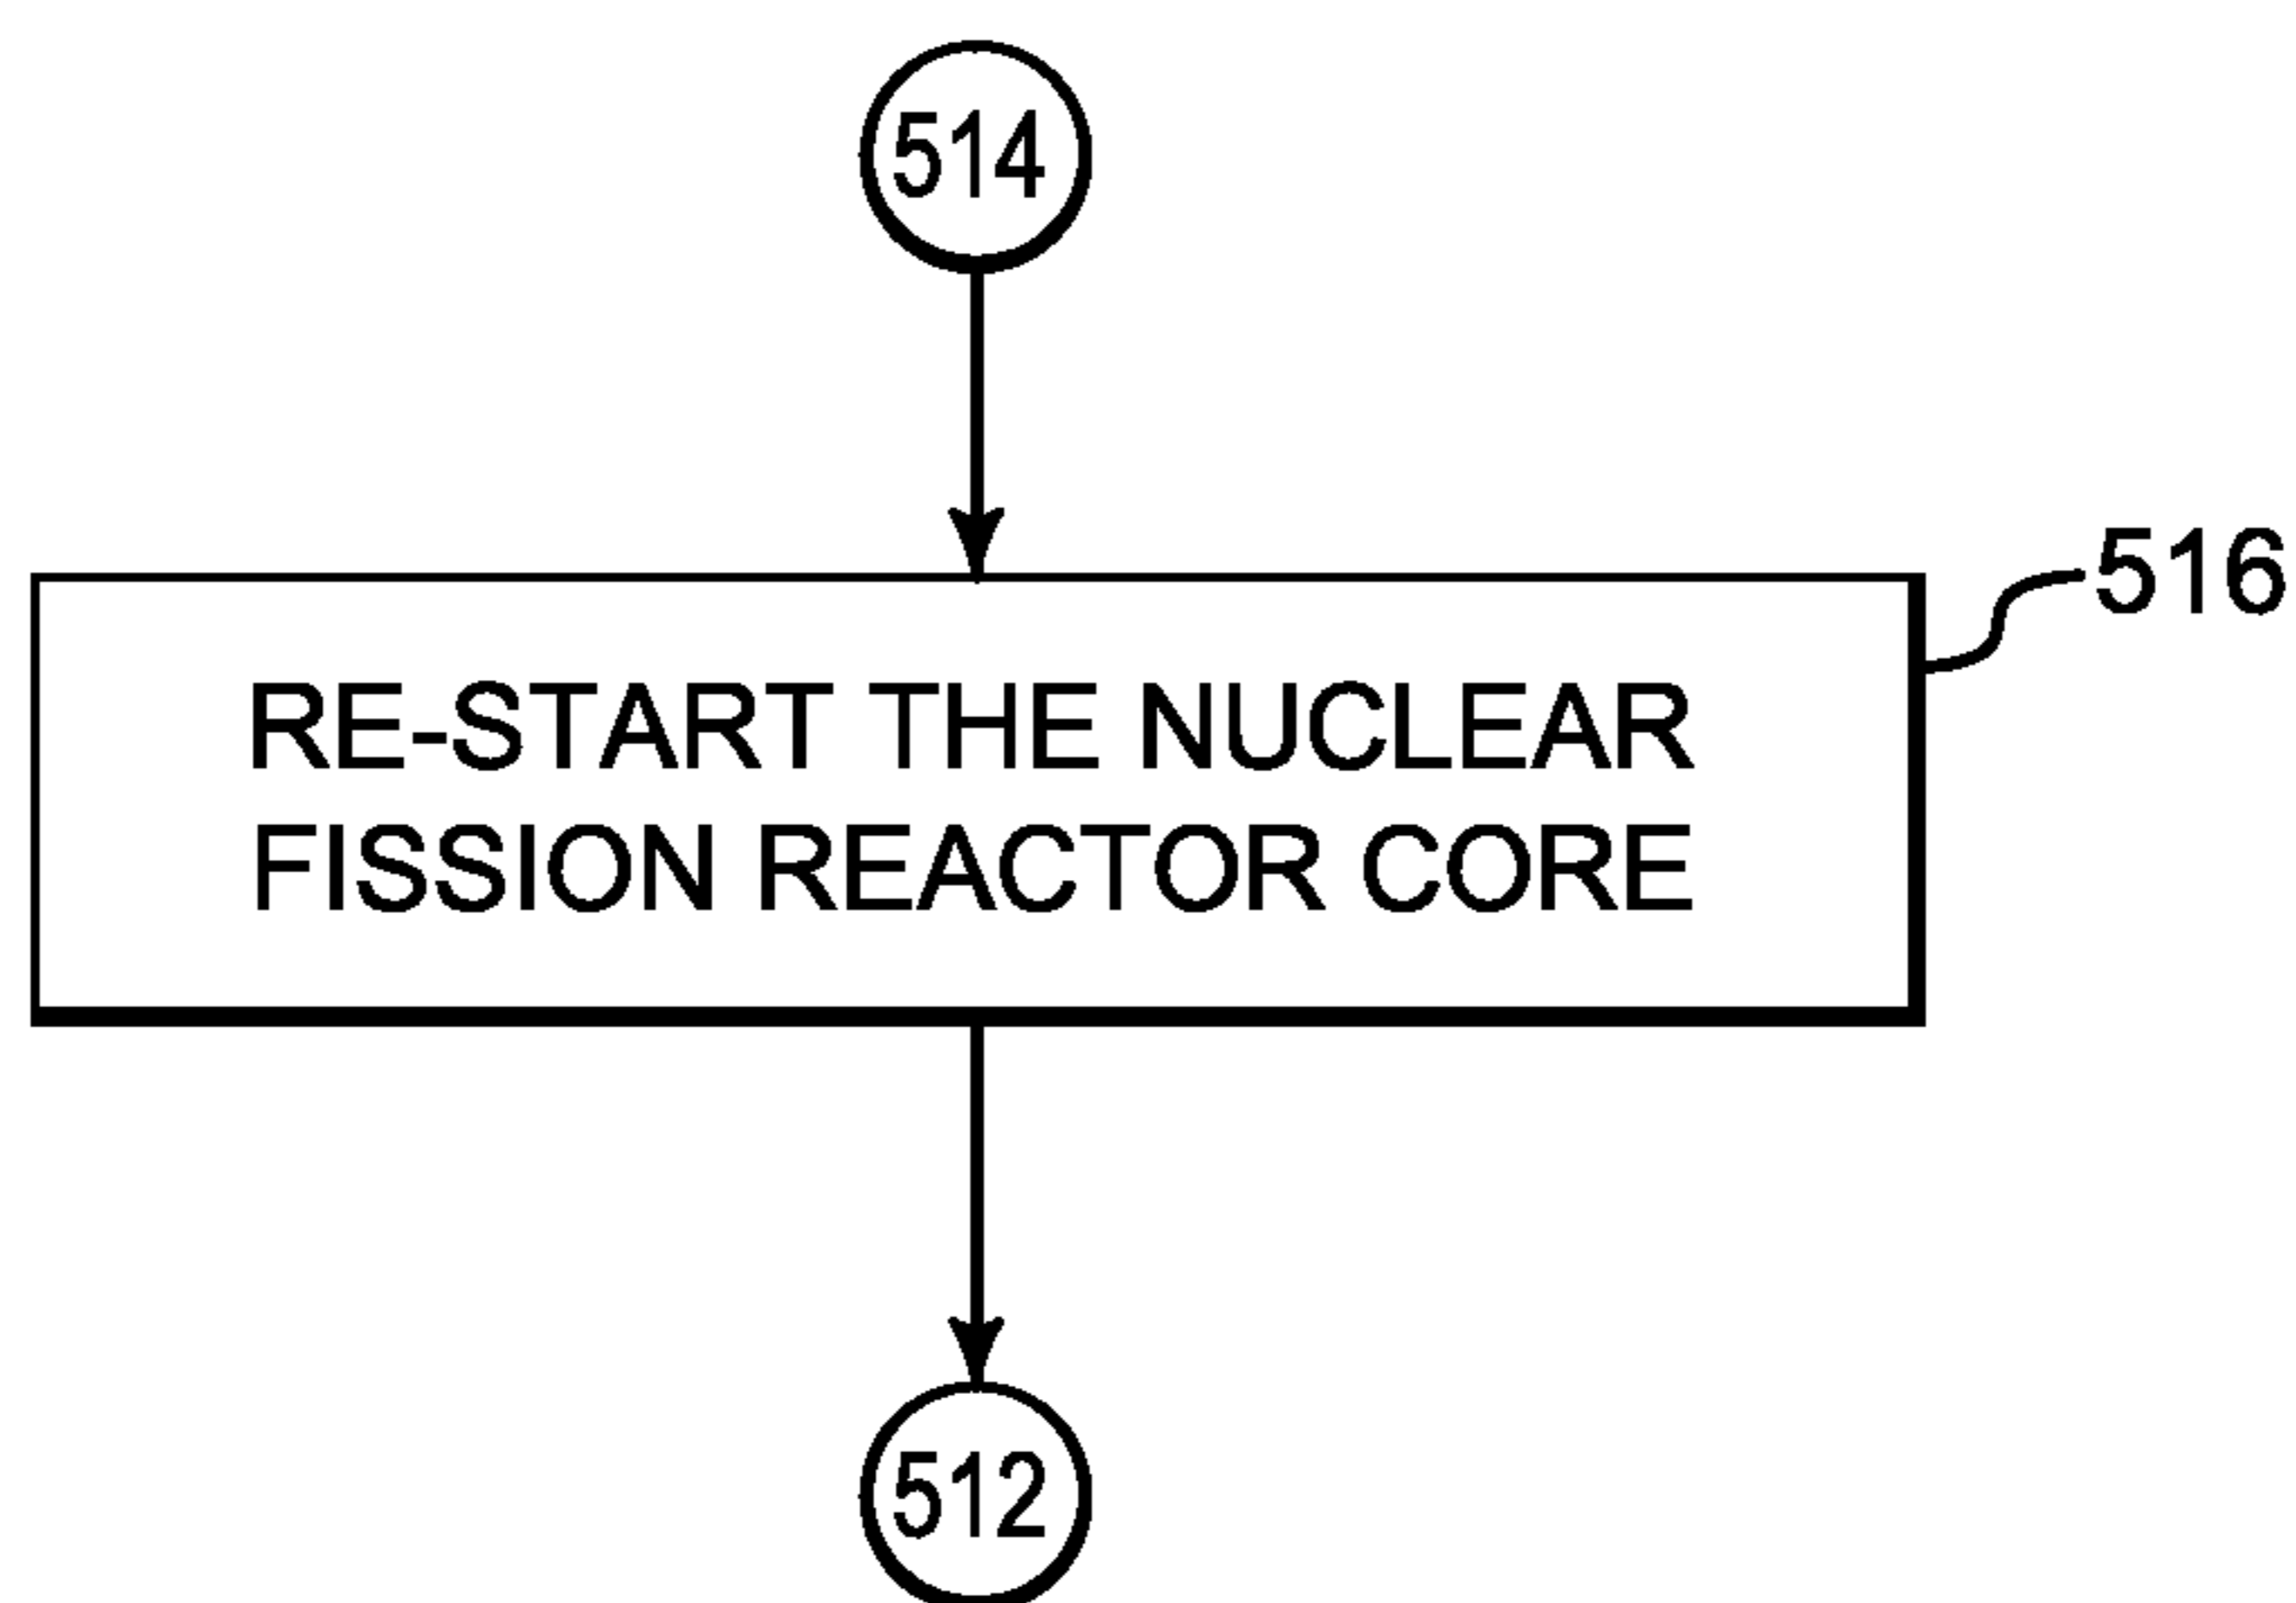 514
516
RE-START THE NUCLEAR
FISSION REACTOR CORE
512